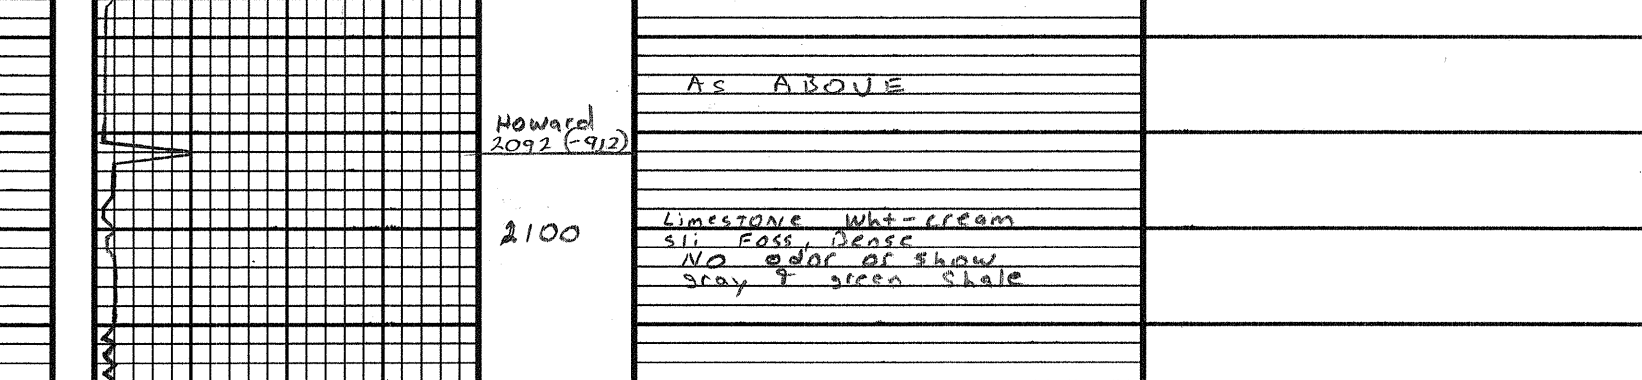 As ABOVE
Howard
2092 (-912)
2100
Limestone Wht-cream
sli Foss, Dense
NO odor or show
gray & green Shale